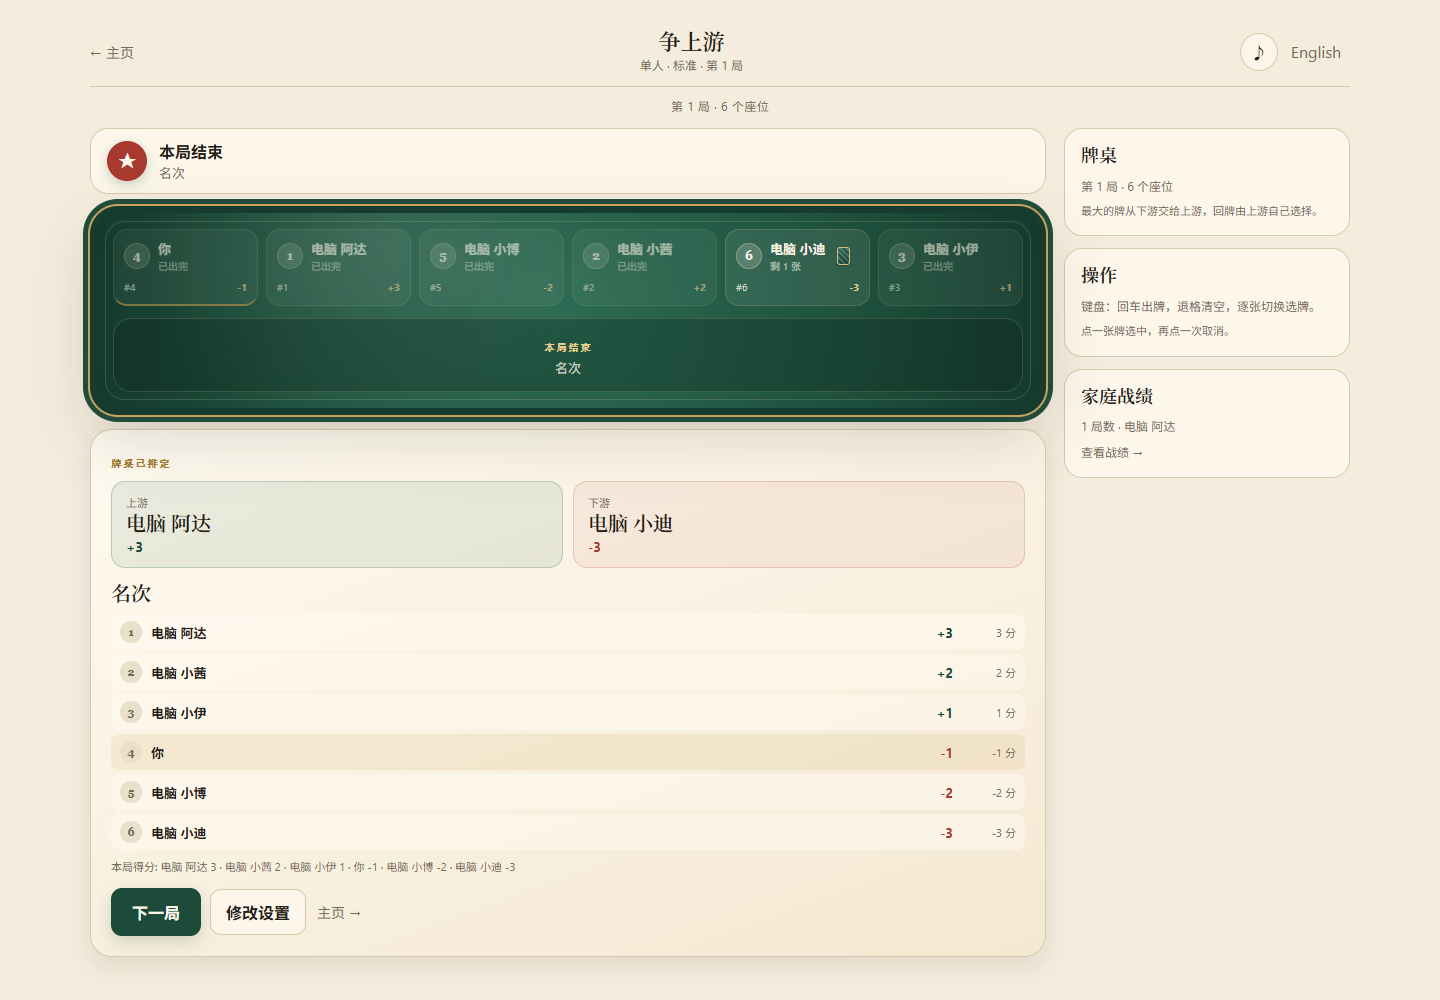 ← 主页
争上游
单人 · 标准 · 第 1 局
♪
English
第 1 局 · 6 个座位
本局结束
名次
4 你
已出完
#4 -1
1 电脑 阿达
已出完
#1 +3
5 电脑 小博
已出完
#5 -2
2 电脑 小茜
已出完
#2 +2
6 电脑 小迪
剩 1 张
#6 -3
3 电脑 小伊
已出完
#3 +1
本局结束
名次
牌桌已排定
上游
电脑 阿达
+3
下游
电脑 小迪
-3
名次
1 电脑 阿达 +3 3 分
2 电脑 小茜 +2 2 分
3 电脑 小伊 +1 1 分
4 你 -1 -1 分
5 电脑 小博 -2 -2 分
6 电脑 小迪 -3 -3 分
本局得分: 电脑 阿达 3 · 电脑 小茜 2 · 电脑 小伊 1 · 你 -1 · 电脑 小博 -2 · 电脑 小迪 -3
下一局 修改设置 主页 →
牌桌
第 1 局 · 6 个座位
最大的牌从下游交给上游，回牌由上游自己选择。
操作
键盘：回车出牌，退格清空，逐张切换选牌。
点一张牌选中，再点一次取消。
家庭战绩
1 局数 · 电脑 阿达
查看战绩 →